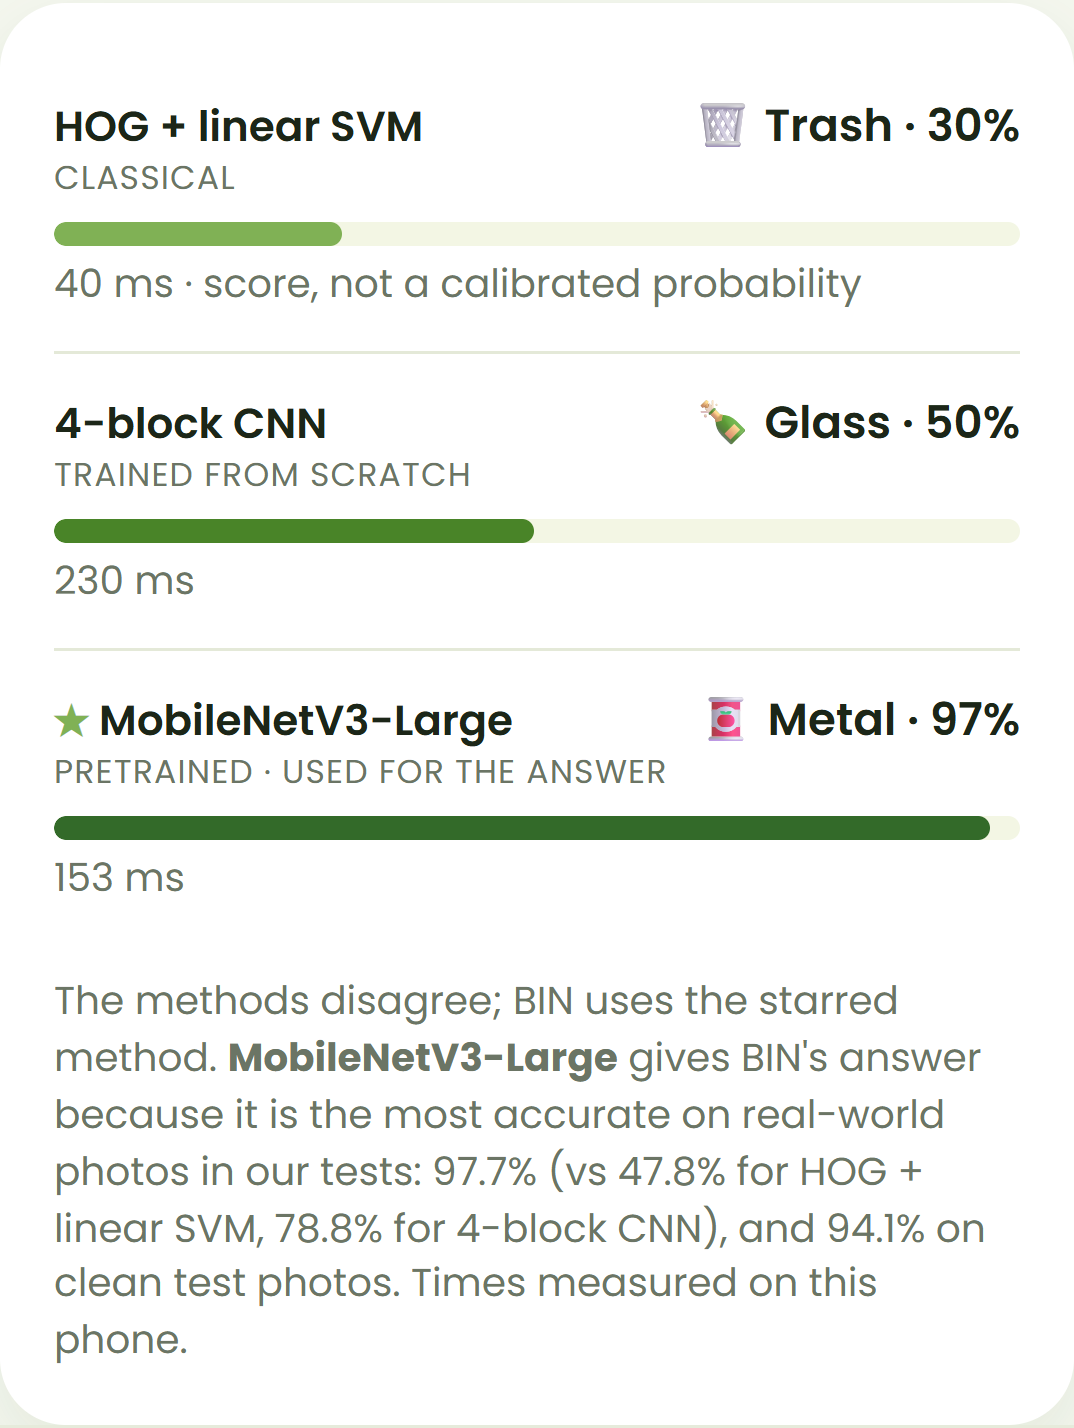 HOG + linear SVM
Trash · 30%
CLASSICAL
40 ms · score, not a calibrated probability
4-block CNN
Glass · 50%
TRAINED FROM SCRATCH
230 ms
★ MobileNetV3-Large
Metal · 97%
PRETRAINED · USED FOR THE ANSWER
153 ms
The methods disagree; BIN uses the starred
method. MobileNetV3-Large gives BIN's answer
because it is the most accurate on real-world
photos in our tests: 97.7% (vs 47.8% for HOG +
linear SVM, 78.8% for 4-block CNN), and 94.1% on
clean test photos. Times measured on this
phone.